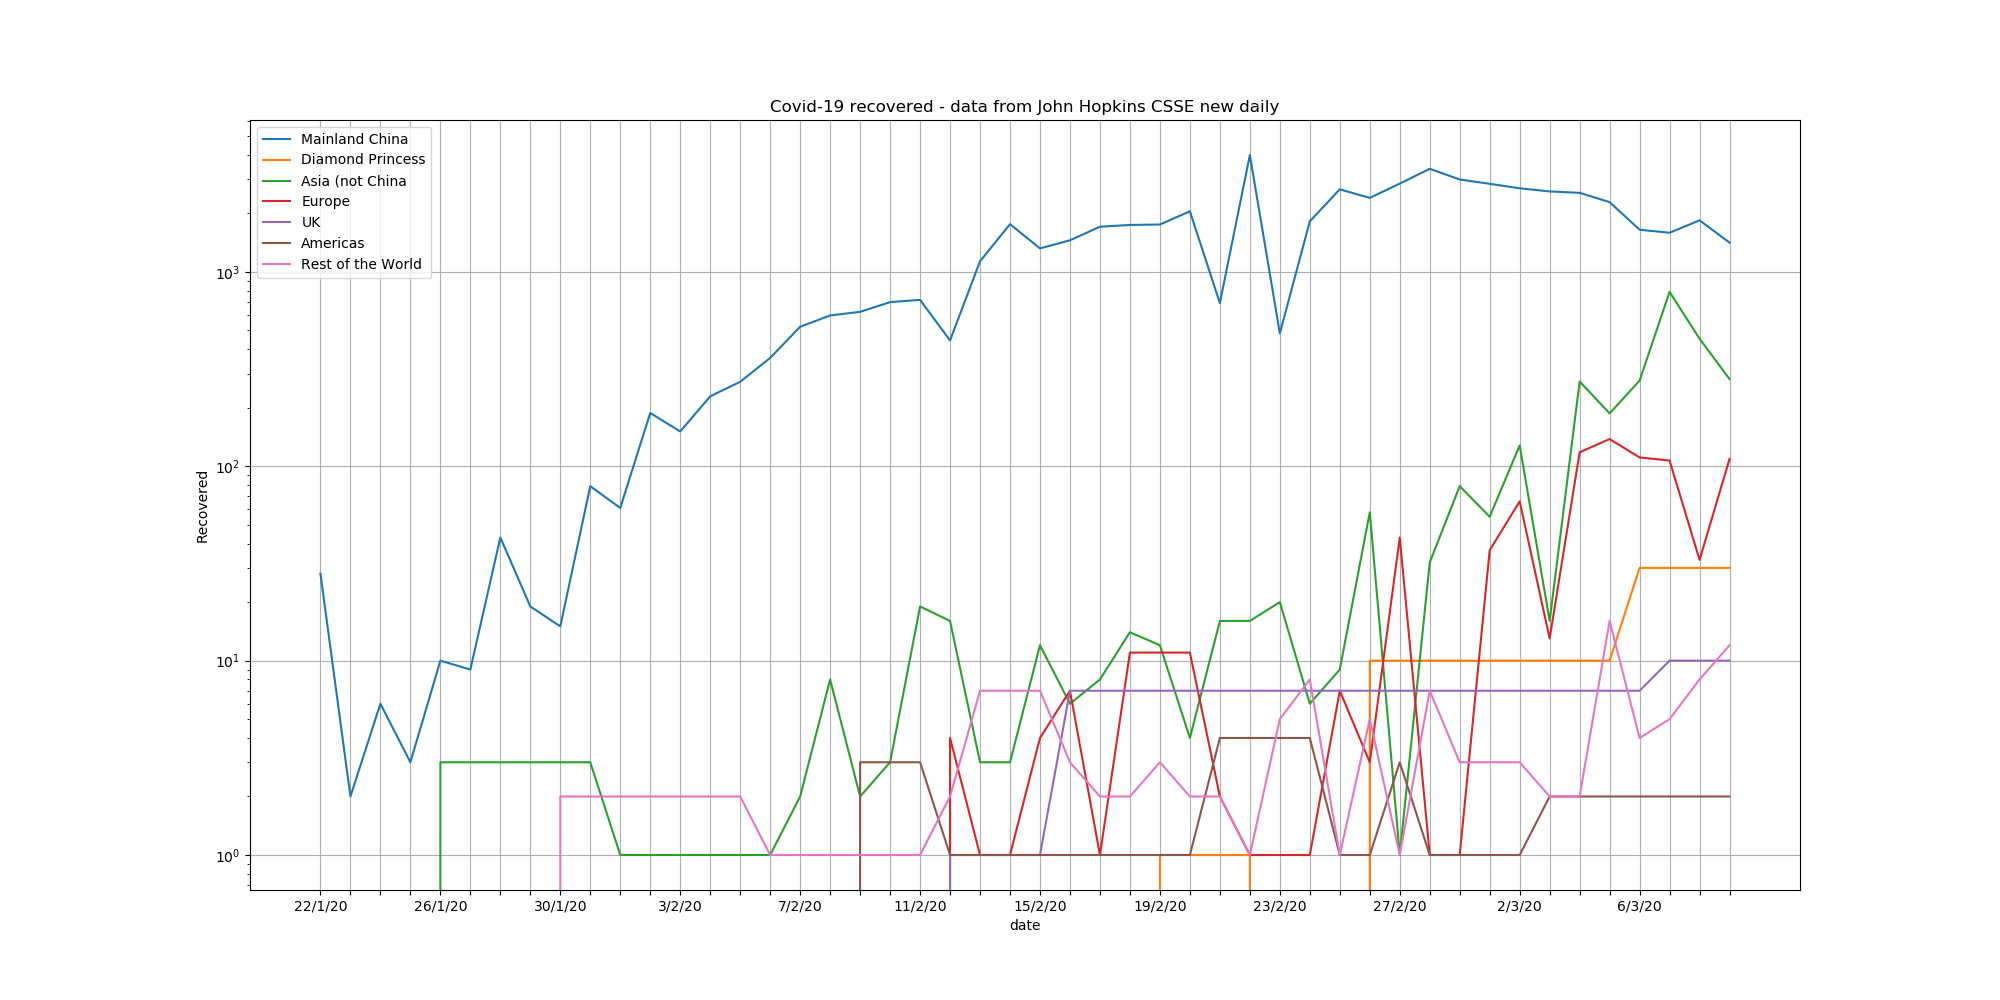 Covid-19 recovered - data from John Hopkins CSSE new daily
Mainland China
Diamond Princess
Asia (not China
Europe
UK
Americas
Rest of the World
Recovered
10³
10²
10¹
10⁰
22/1/20 26/1/20 30/1/20 3/2/20 7/2/20 11/2/20 15/2/20 19/2/20 23/2/20 27/2/20 2/3/20 6/3/20
date